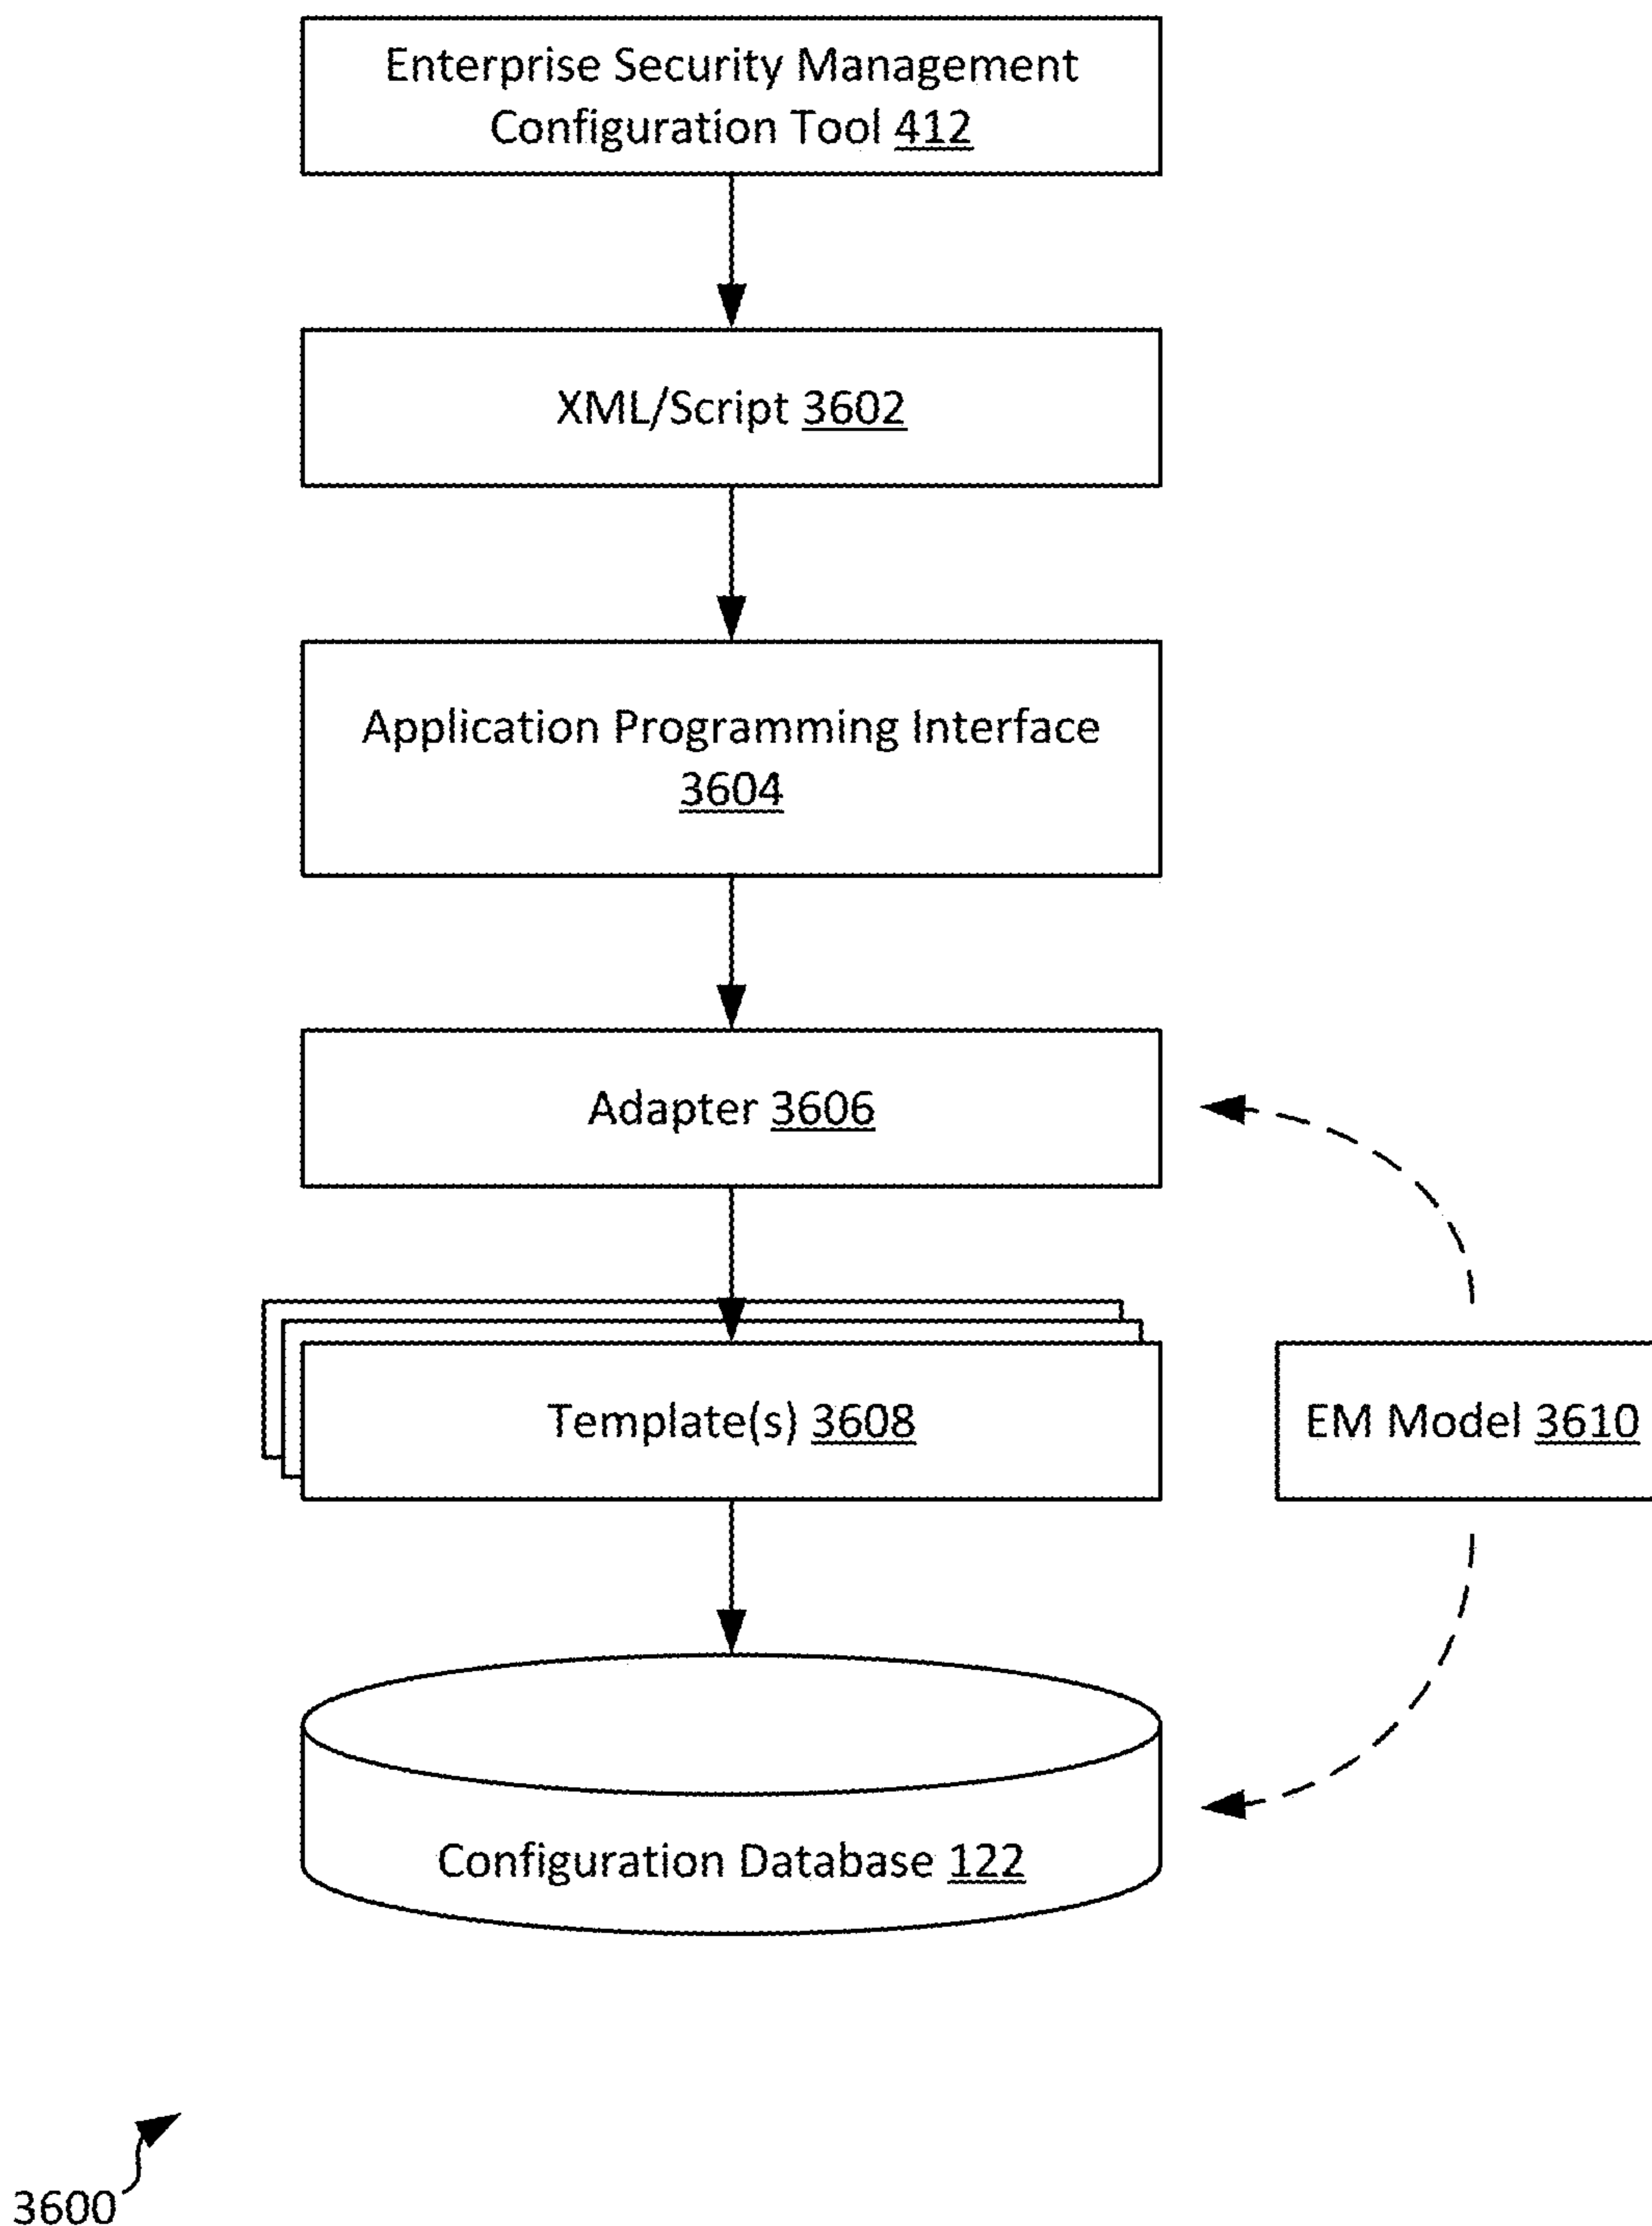 Enterprise Security Management
Configuration Tool 412
XML/Script 3602
Application Programming Interface
3604
Adapter 3606
Template(s) 3608
EM Model 3610
Configuration Database 122
3600